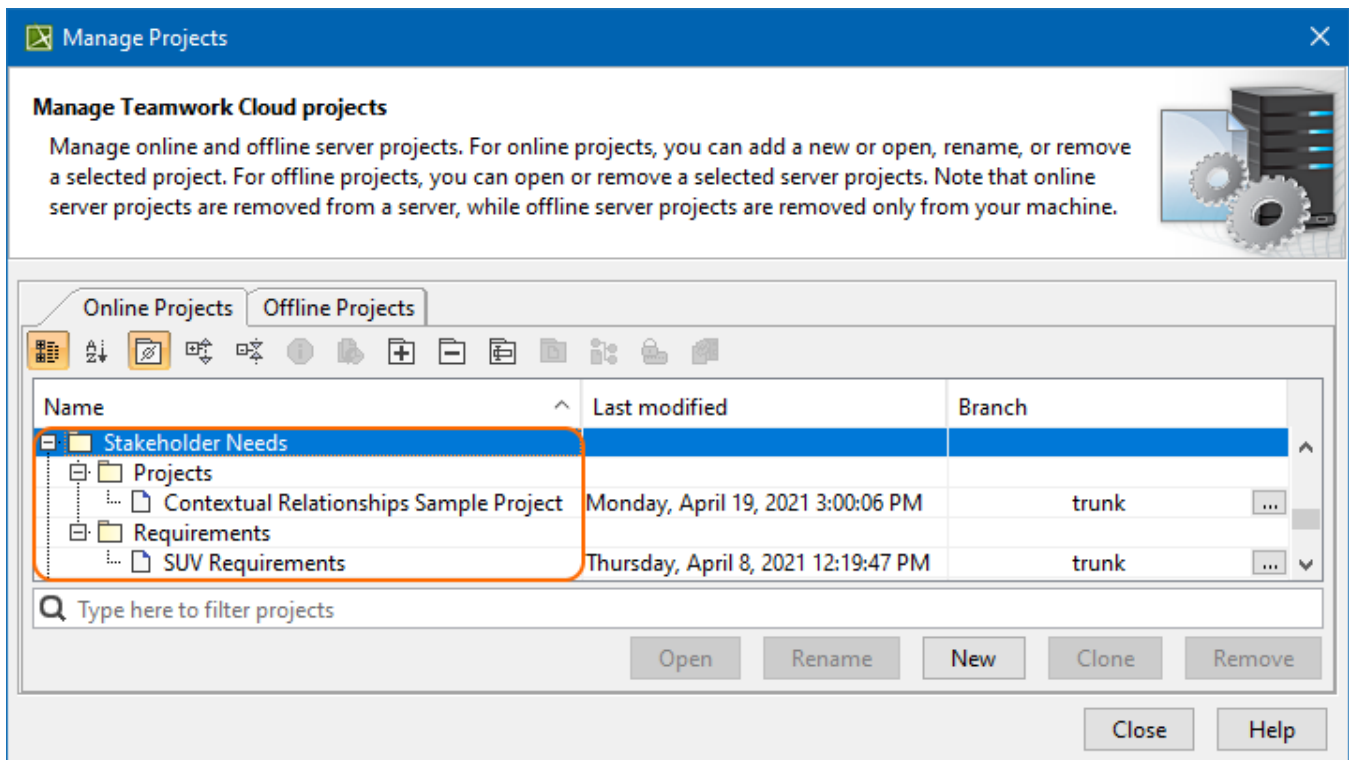 Manage Projects
Manage Teamwork Cloud projects
Manage online and offline server projects. For online projects, you can add a new or open, rename, or remove
a selected project. For offline projects, you can open or remove a selected server projects. Note that online
server projects are removed from a server, while offline server projects are removed only from your machine.
Online Projects Offline Projects
Name Last modified Branch
Stakeholder Needs
Projects
Contextual Relationships Sample Project Monday, April 19, 2021 3:00:06 PM trunk ...
Requirements
SUV Requirements Thursday, April 8, 2021 12:19:47 PM trunk ...
Type here to filter projects
Open Rename New Clone Remove
Close Help